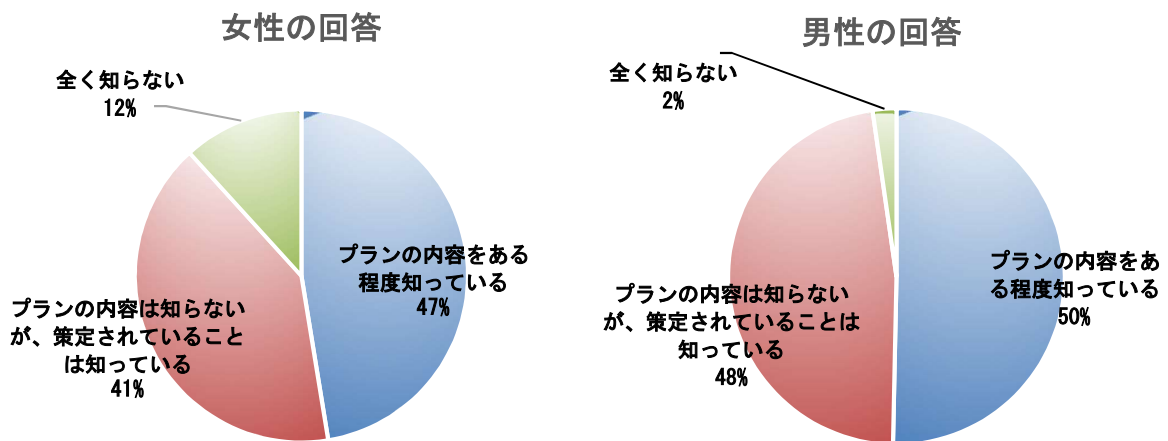 女性の回答
全く知らない
12%
プランの内容をある
程度知っている
47%
プランの内容は知らない
が、策定されていること
は知っている
41%
男性の回答
全く知らない
2%
プランの内容をあ
る程度知っている
50%
プランの内容は知らない
が、策定されていることは
知っている
48%